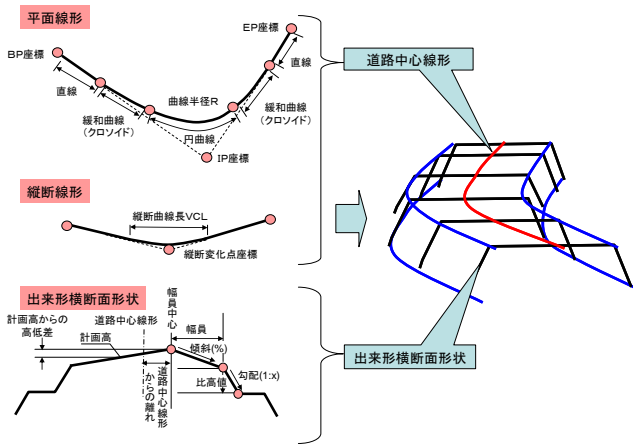 平面線形
EP座標
BP座標
直線
直線
曲線半径R
緩和曲線
(クロソイド)
緩和曲線
(クロソイド)
円曲線
IP座標
縦断線形
縦断曲線長VCL
縦断変化点座標
出来形横断面形状
計画高からの
高低差
道路中心線形
幅員中心
幅員
計画高
傾斜(%)
勾配(1:x)
比高値
道路中心線形
からの離れ
道路中心線形
出来形横断面形状